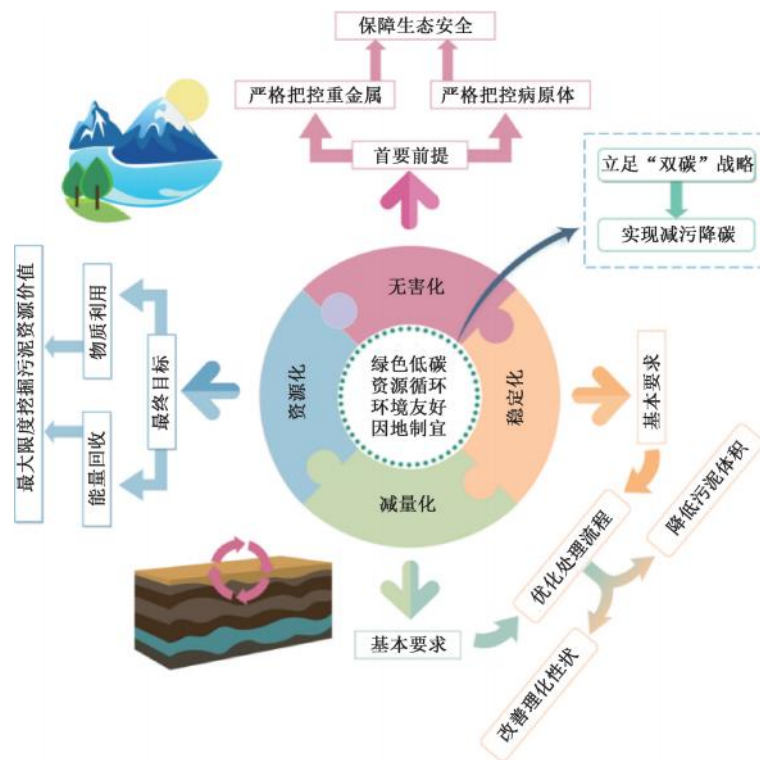 保障生态安全
严格把控重金属
严格把控病原体
首要前提
立足“双碳”战略
实现减污降碳
无害化
绿色低碳
资源循环
环境友好
因地制宜
资源化
稳定化
减量化
最终目标
物质利用
能量回收
最大限度挖掘污泥资源价值
基本要求
基本要求
优化处理流程
降低污泥体积
改善理化性状